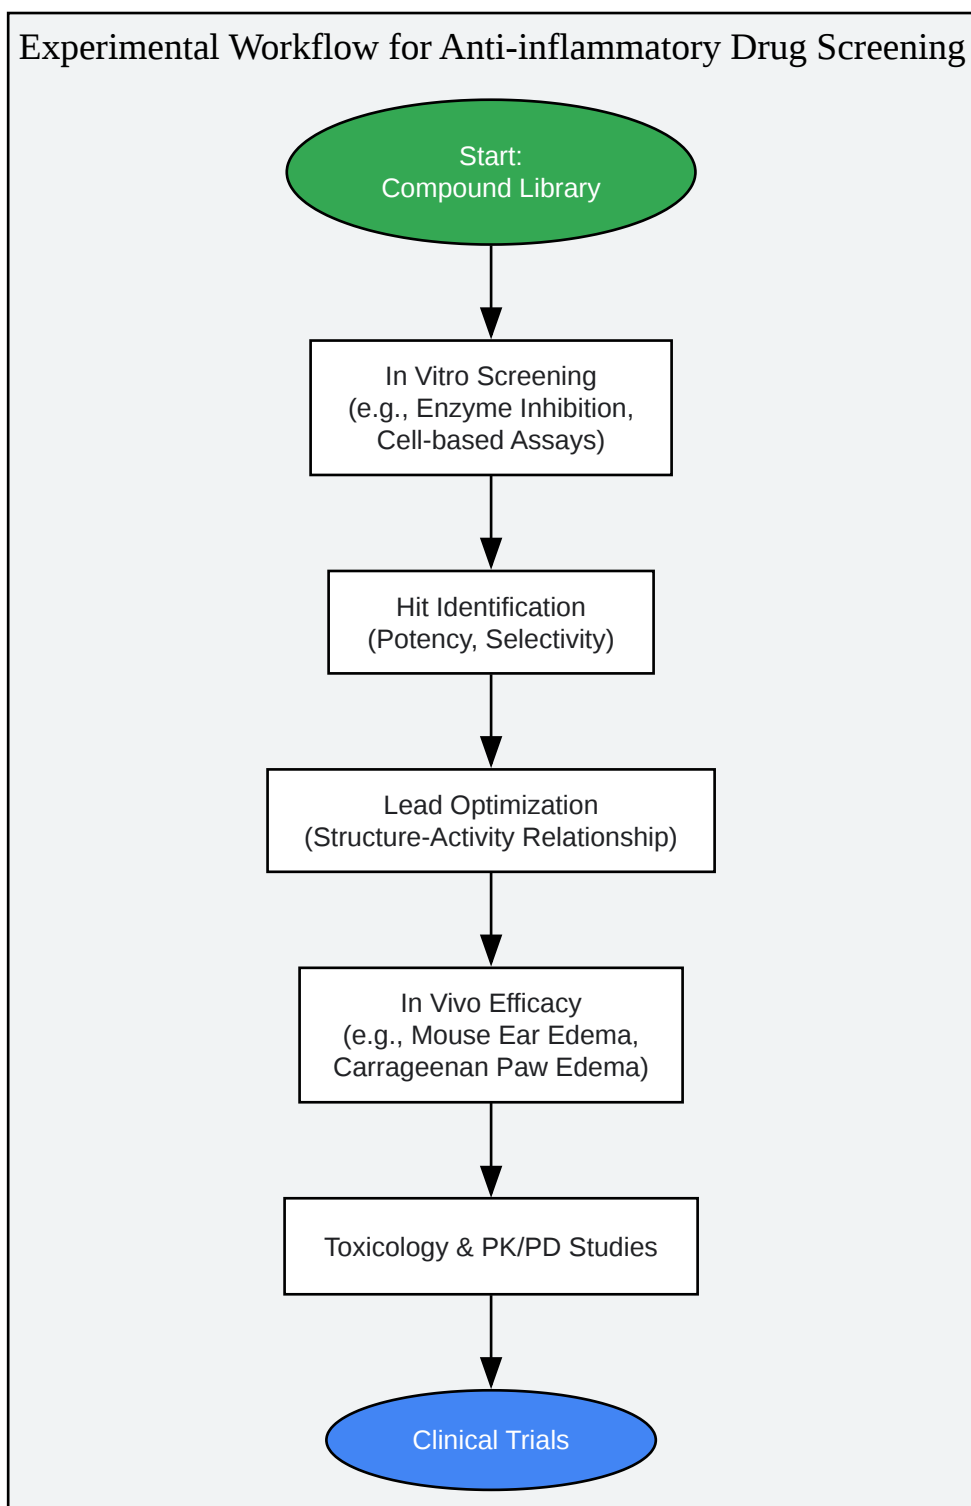 Experimental Workflow for Anti-inflammatory Drug Screening
Start:
Compound Library
In Vitro Screening
(e.g., Enzyme Inhibition,
Cell-based Assays)
Hit Identification
(Potency, Selectivity)
Lead Optimization
(Structure-Activity Relationship)
In Vivo Efficacy
(e.g., Mouse Ear Edema,
Carrageenan Paw Edema)
Toxicology & PK/PD Studies
Clinical Trials